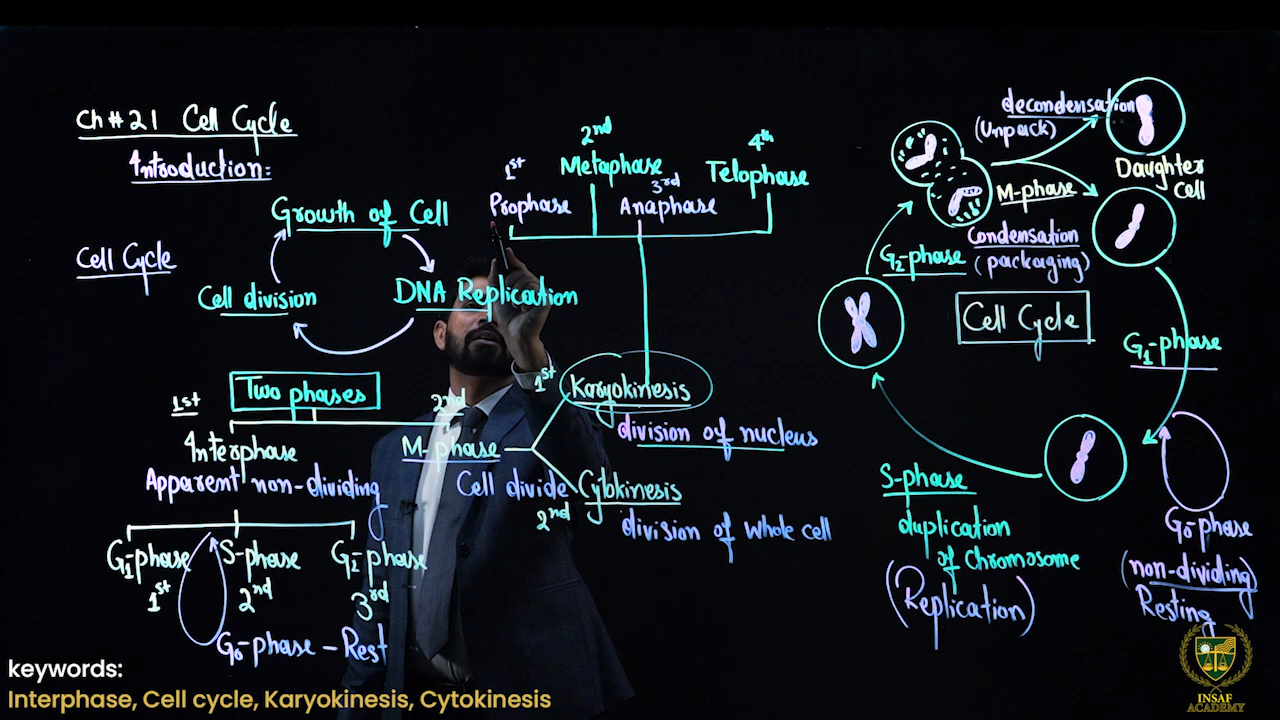 Ch # 21 Cell Cycle
Introduction:
Cell Cycle
Growth of Cell
DNA Replication
Cell division
1st
Prophase
2nd
Metaphase
3rd
Anaphase
4th
Telophase
Two phases
1st
Interphase
Apparent non-dividing
G1-phase
1st
S-phase
2nd
G2-phase
3rd
G0-phase - Rest
2nd
M-phase
Cell divide
1st
Karyokinesis
division of nucleus
2nd
Cytokinesis
division of whole cell
decondensation
(Unpack)
Daughter
Cell
M-phase
Condensation
(packaging)
G2-phase
Cell Cycle
G1-phase
S-phase
duplication
of Chromosome
(Replication)
G0-phase
(non-dividing)
Resting
keywords:
Interphase, Cell cycle, Karyokinesis, Cytokinesis
INSAF
ACADEMY